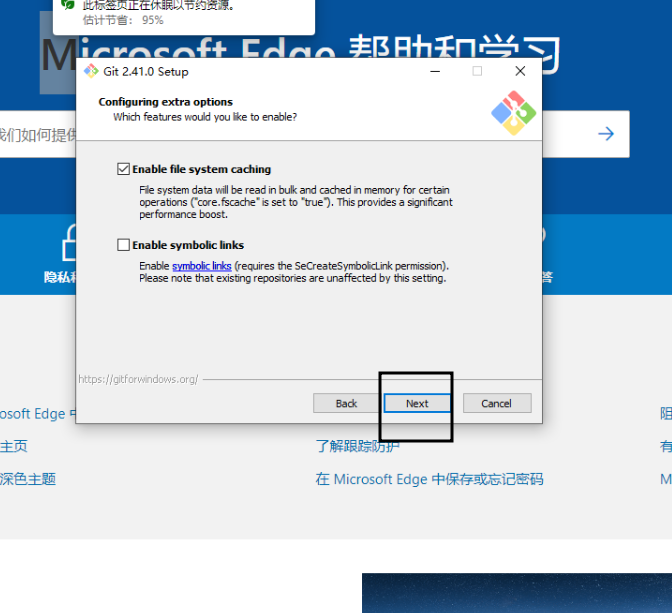 此标签页正在休眠以节约资源。
估计节省： 95%
Microsoft Edge 帮助和学习
Git 2.41.0 Setup
Configuring extra options
Which features would you like to enable?
我们如何提供
Enable file system caching
File system data will be read in bulk and cached in memory for certain
operations ("core.fscache" is set to "true"). This provides a significant
performance boost.
Enable symbolic links
Enable symbolic links (requires the SeCreateSymbolicLink permission).
Please note that existing repositories are unaffected by this setting.
隐私
答
https://gitforwindows.org/
Back
Next
Cancel
osoft Edge
阻
主页
了解跟踪防护
有
深色主题
在 Microsoft Edge 中保存或忘记密码
M